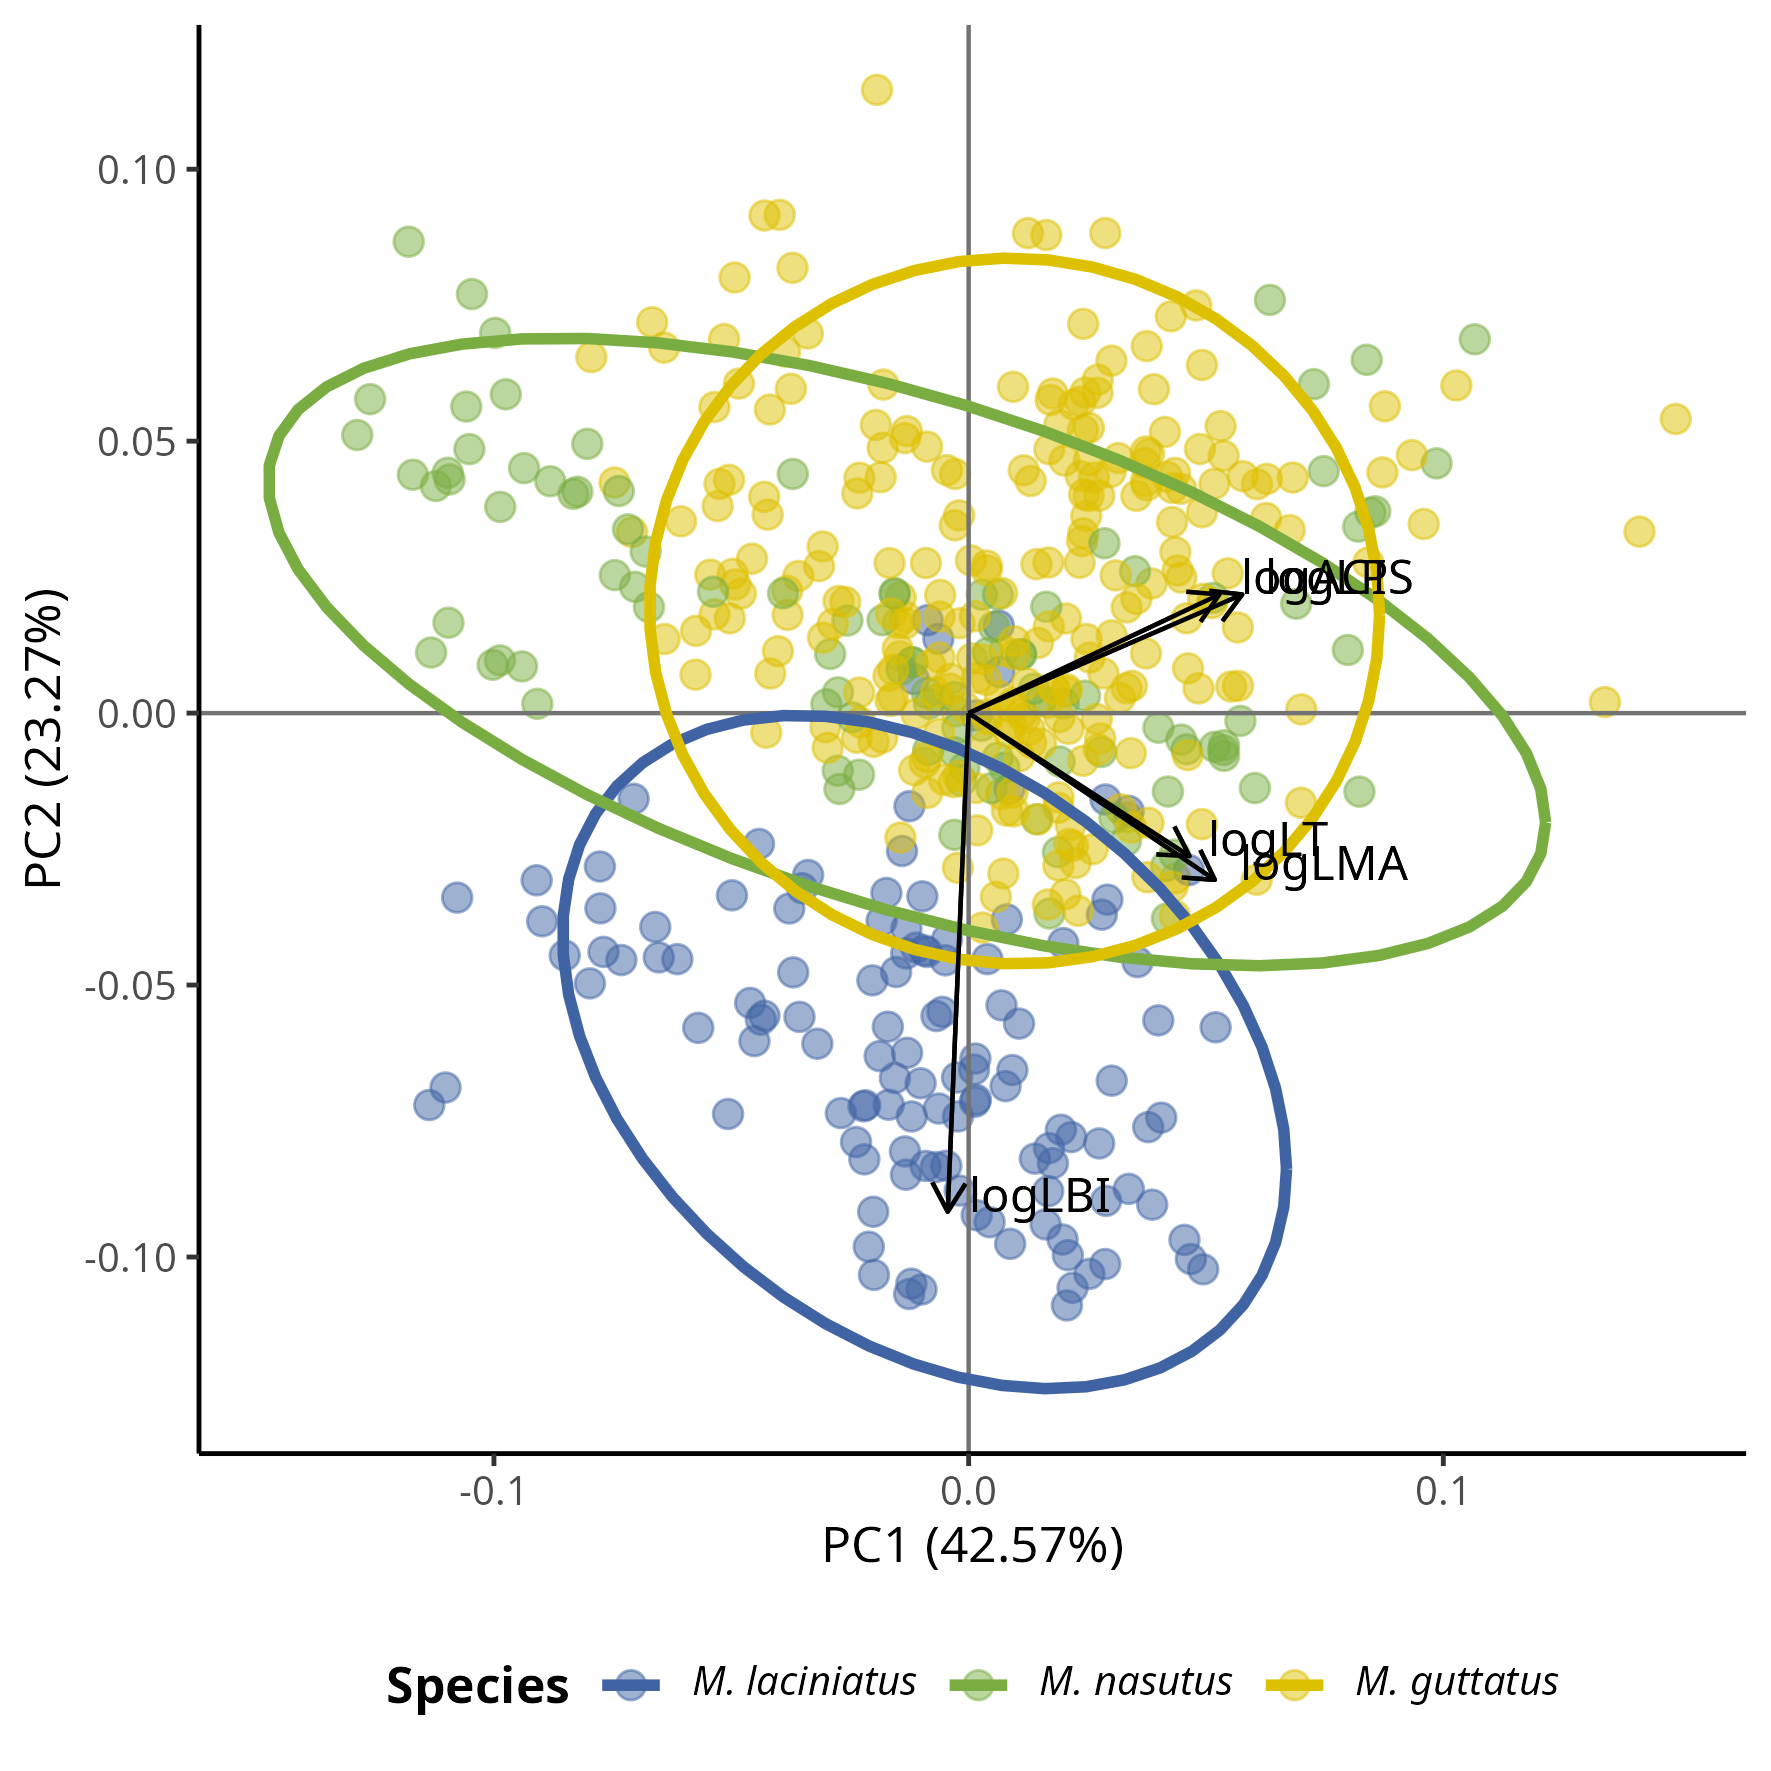 0.10
0.05
0.00
-0.05
-0.10
PC2 (23.27%)
logLT
logLMA
logLBI
-0.1
0.0
0.1
PC1 (42.57%)
Species
M. laciniatus
M. nasutus
M. guttatus